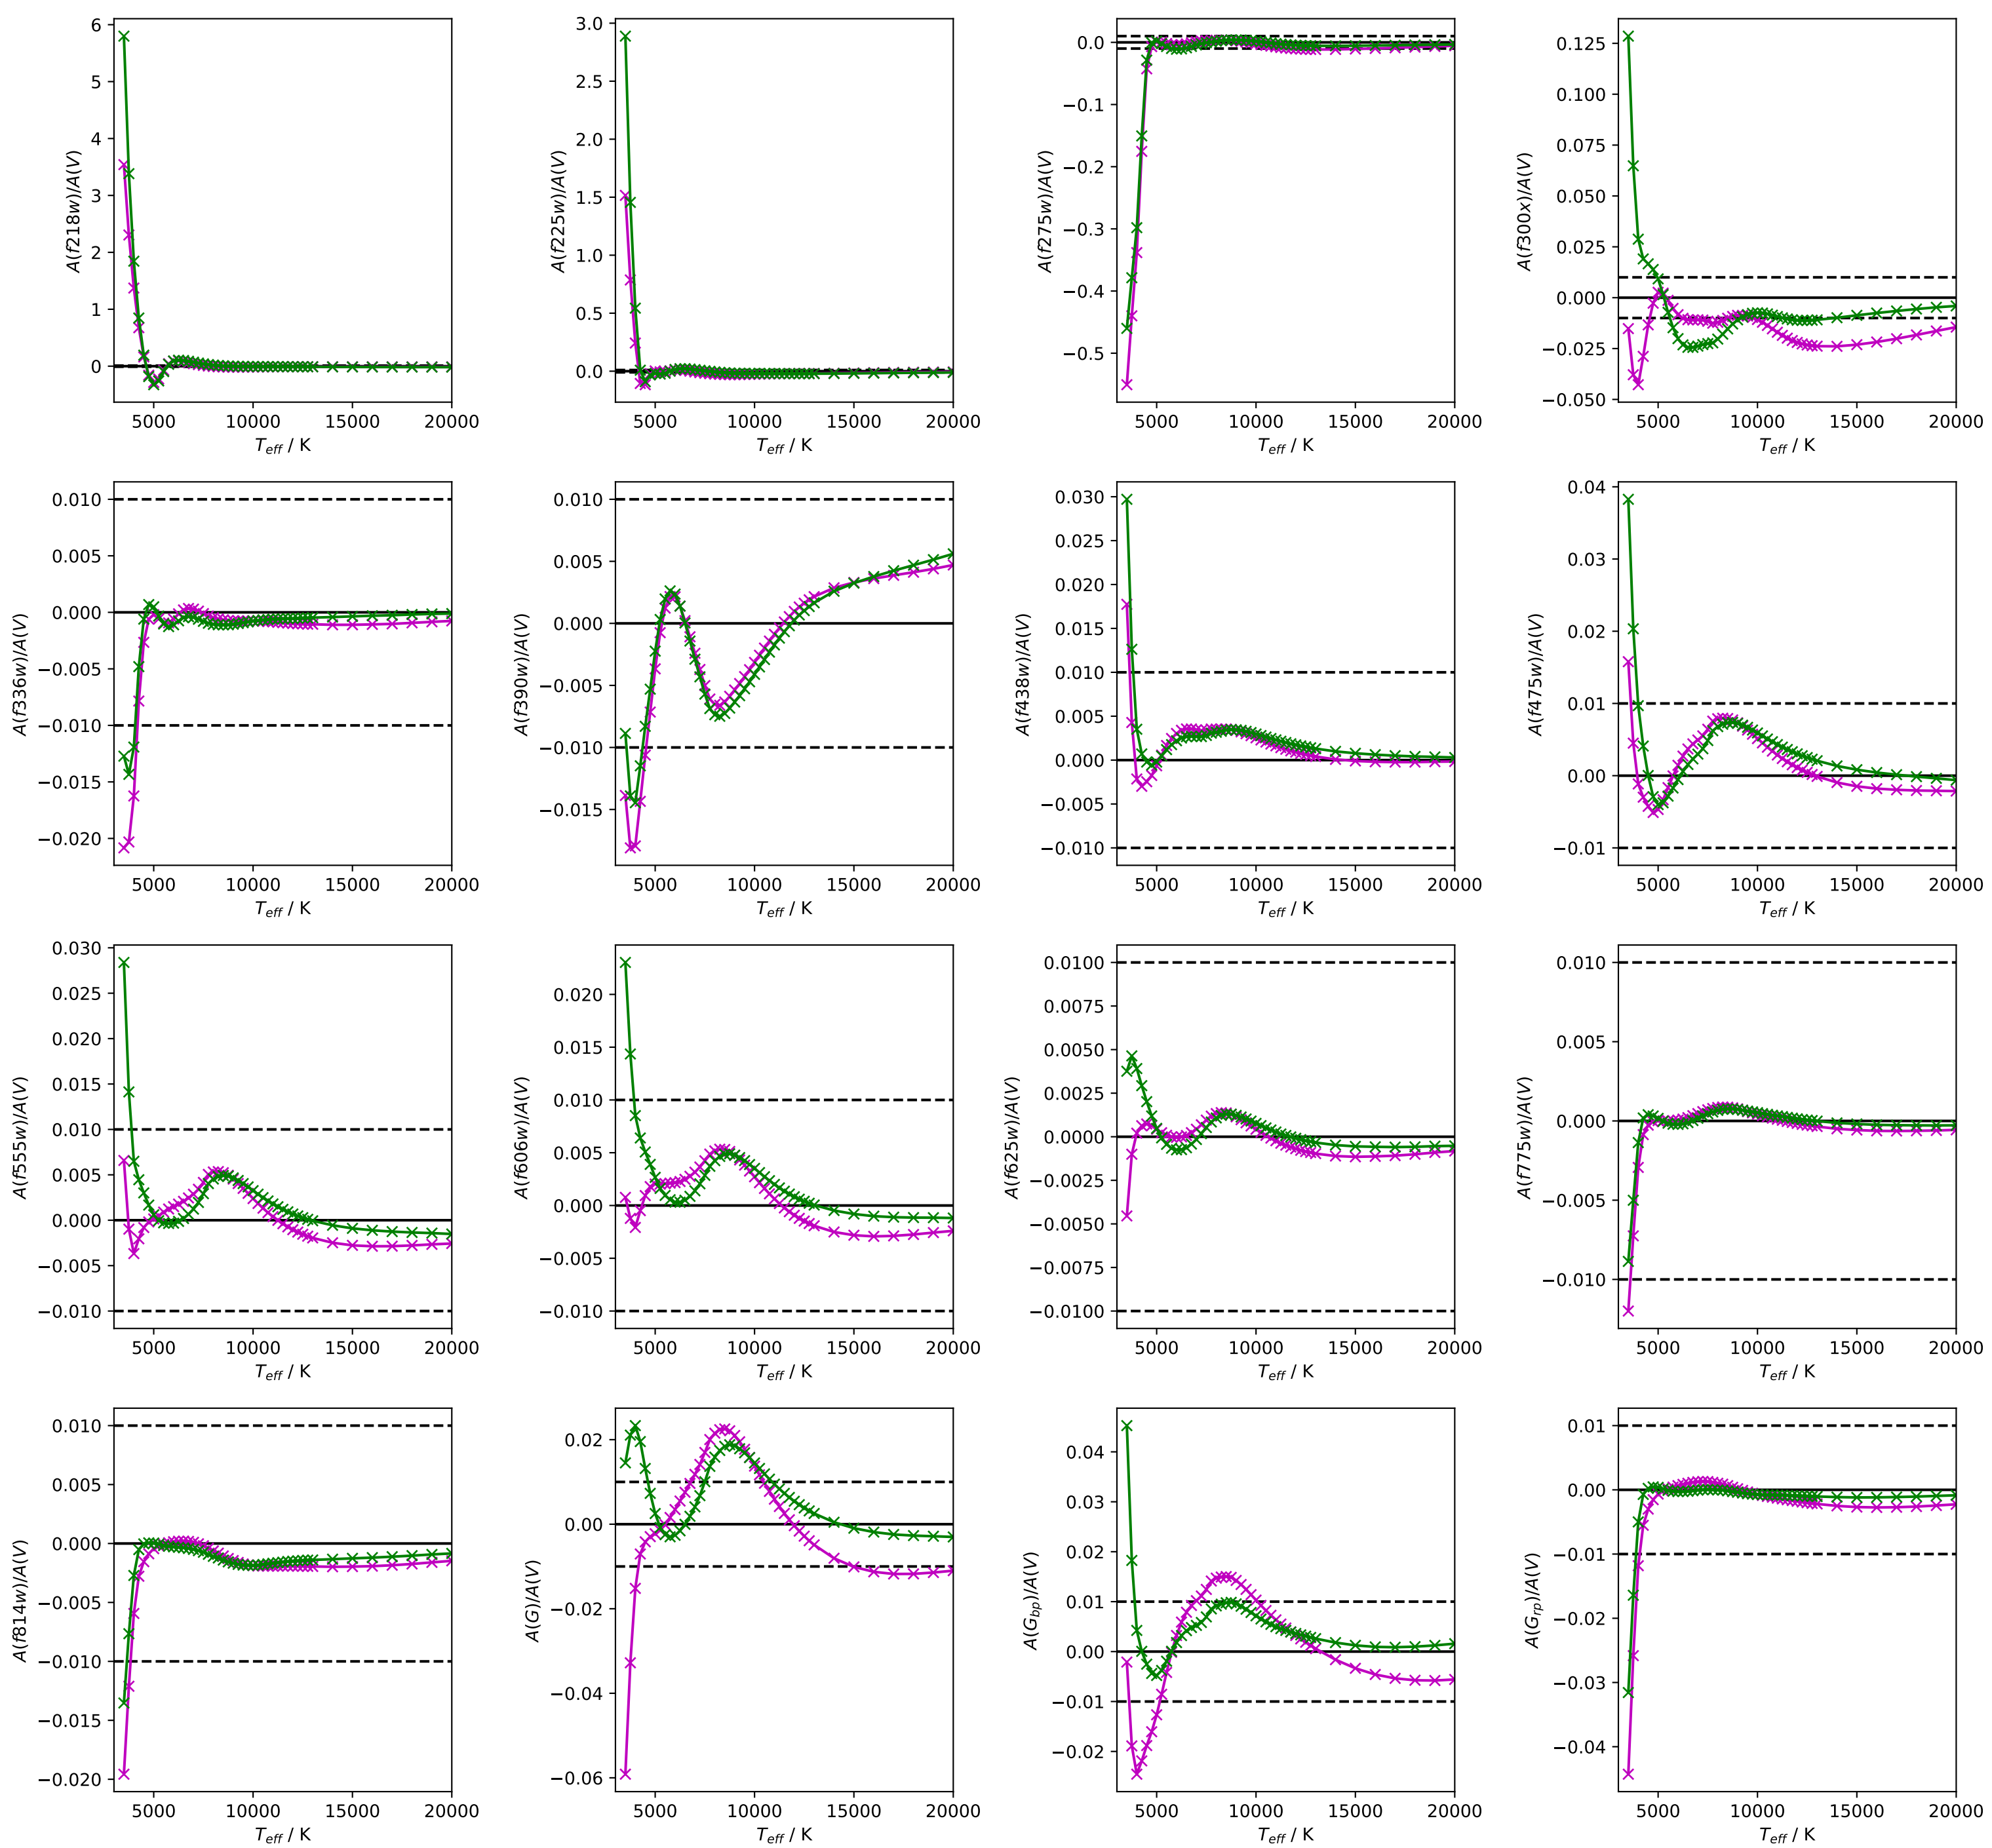 6
5
4
3
2
1
0
A(f218w)/A(V)
5000 10000 15000 20000
T_eff / K
3.0
2.5
2.0
1.5
1.0
0.5
0.0
A(f225w)/A(V)
5000 10000 15000 20000
T_eff / K
0.0
−0.1
−0.2
−0.3
−0.4
−0.5
A(f275w)/A(V)
5000 10000 15000 20000
T_eff / K
0.125
0.100
0.075
0.050
0.025
0.000
−0.025
−0.050
A(f300x)/A(V)
5000 10000 15000 20000
T_eff / K
0.010
0.005
0.000
−0.005
−0.010
−0.015
−0.020
A(f336w)/A(V)
5000 10000 15000 20000
T_eff / K
0.010
0.005
0.000
−0.005
−0.010
−0.015
A(f390w)/A(V)
5000 10000 15000 20000
T_eff / K
0.030
0.025
0.020
0.015
0.010
0.005
0.000
−0.005
−0.010
A(f438w)/A(V)
5000 10000 15000 20000
T_eff / K
0.04
0.03
0.02
0.01
0.00
−0.01
A(f475w)/A(V)
5000 10000 15000 20000
T_eff / K
0.030
0.025
0.020
0.015
0.010
0.005
0.000
−0.005
−0.010
A(f555w)/A(V)
5000 10000 15000 20000
T_eff / K
0.020
0.015
0.010
0.005
0.000
−0.005
−0.010
A(f606w)/A(V)
5000 10000 15000 20000
T_eff / K
0.0100
0.0075
0.0050
0.0025
0.0000
−0.0025
−0.0050
−0.0075
−0.0100
A(f625w)/A(V)
5000 10000 15000 20000
T_eff / K
0.010
0.005
0.000
−0.005
−0.010
A(f775w)/A(V)
5000 10000 15000 20000
T_eff / K
0.010
0.005
0.000
−0.005
−0.010
−0.015
−0.020
A(f814w)/A(V)
5000 10000 15000 20000
T_eff / K
0.02
0.00
−0.02
−0.04
−0.06
A(G)/A(V)
5000 10000 15000 20000
T_eff / K
0.04
0.03
0.02
0.01
0.00
−0.01
−0.02
A(G_bp)/A(V)
5000 10000 15000 20000
T_eff / K
0.01
0.00
−0.01
−0.02
−0.03
−0.04
A(G_rp)/A(V)
5000 10000 15000 20000
T_eff / K